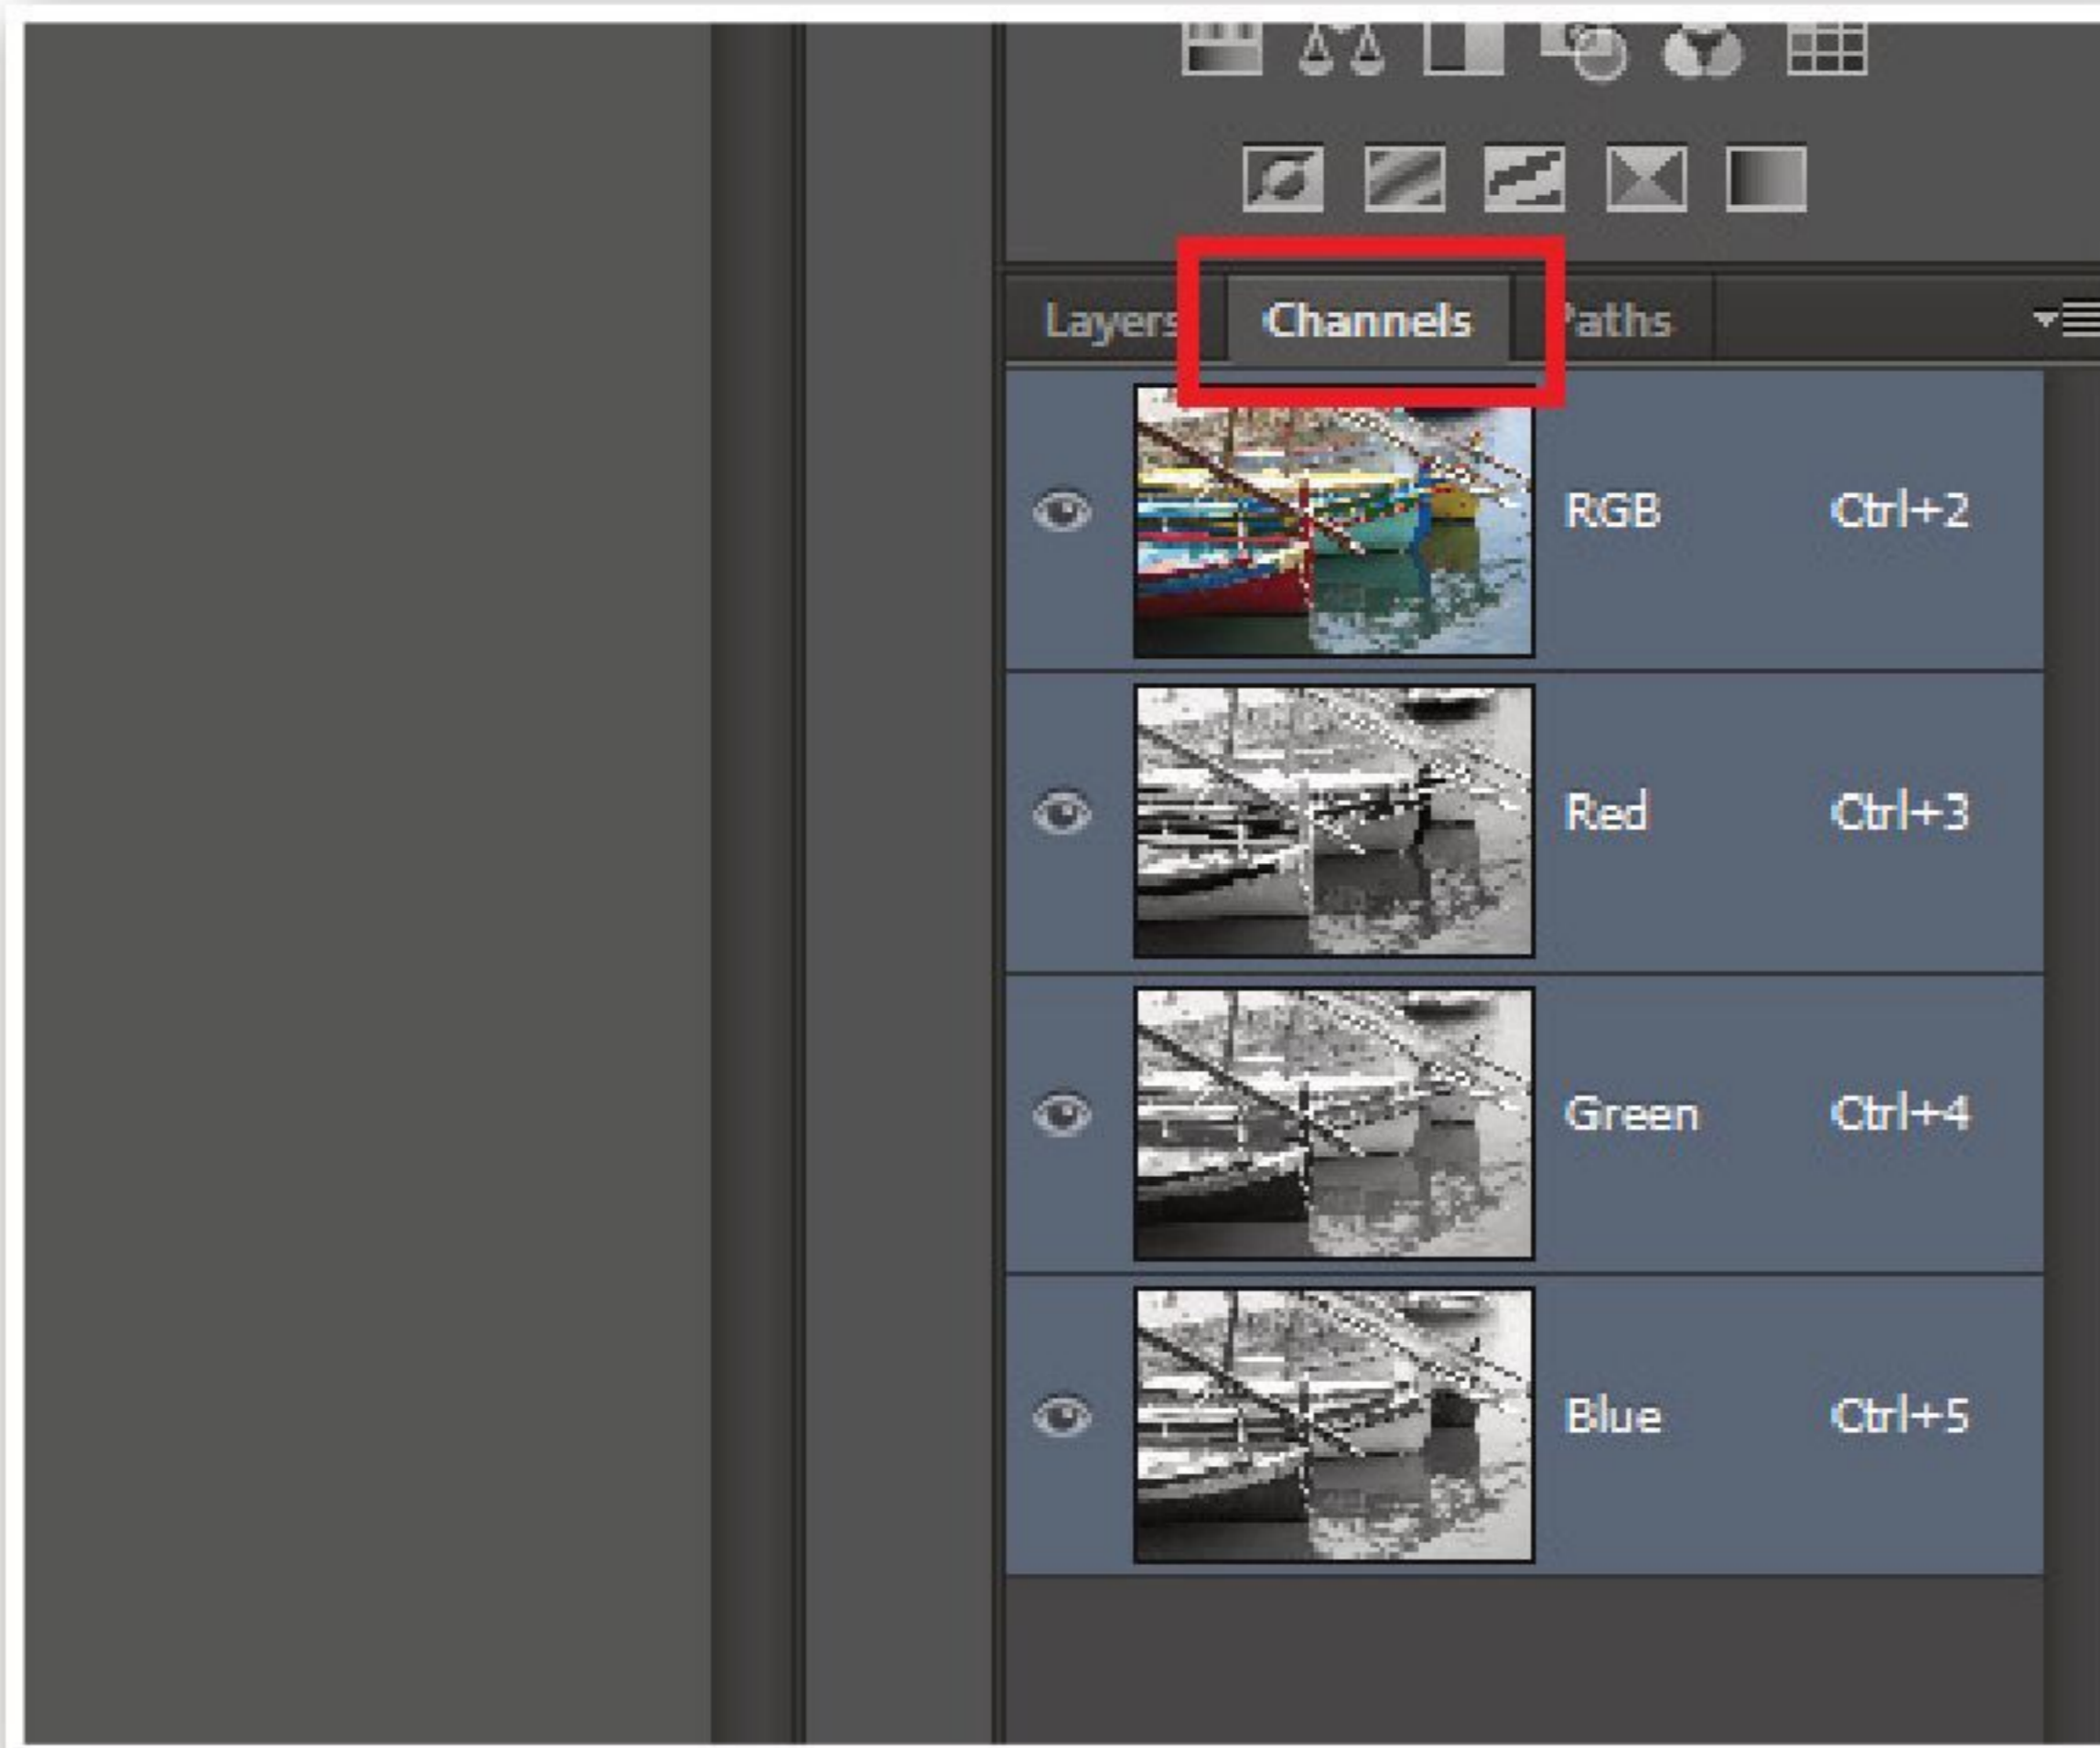 Layers Channels Paths
RGB Ctrl+2
Red Ctrl+3
Green Ctrl+4
Blue Ctrl+5